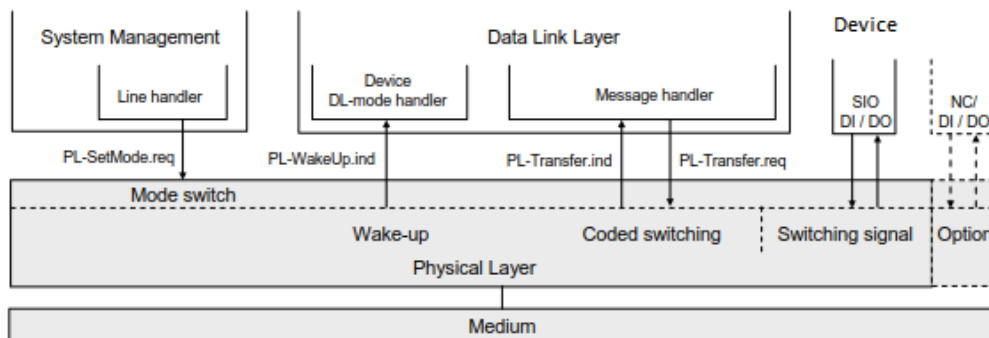 System Management
Data Link Layer
Device
Line handler
Device
DL-mode handler
Message handler
SIO
DI / DO
NC/
DI / DO
PL-SetMode.req
PL-WakeUp.ind
PL-Transfer.ind
PL-Transfer.req
Mode switch
Wake-up
Coded switching
Switching signal
Option
Physical Layer
Medium